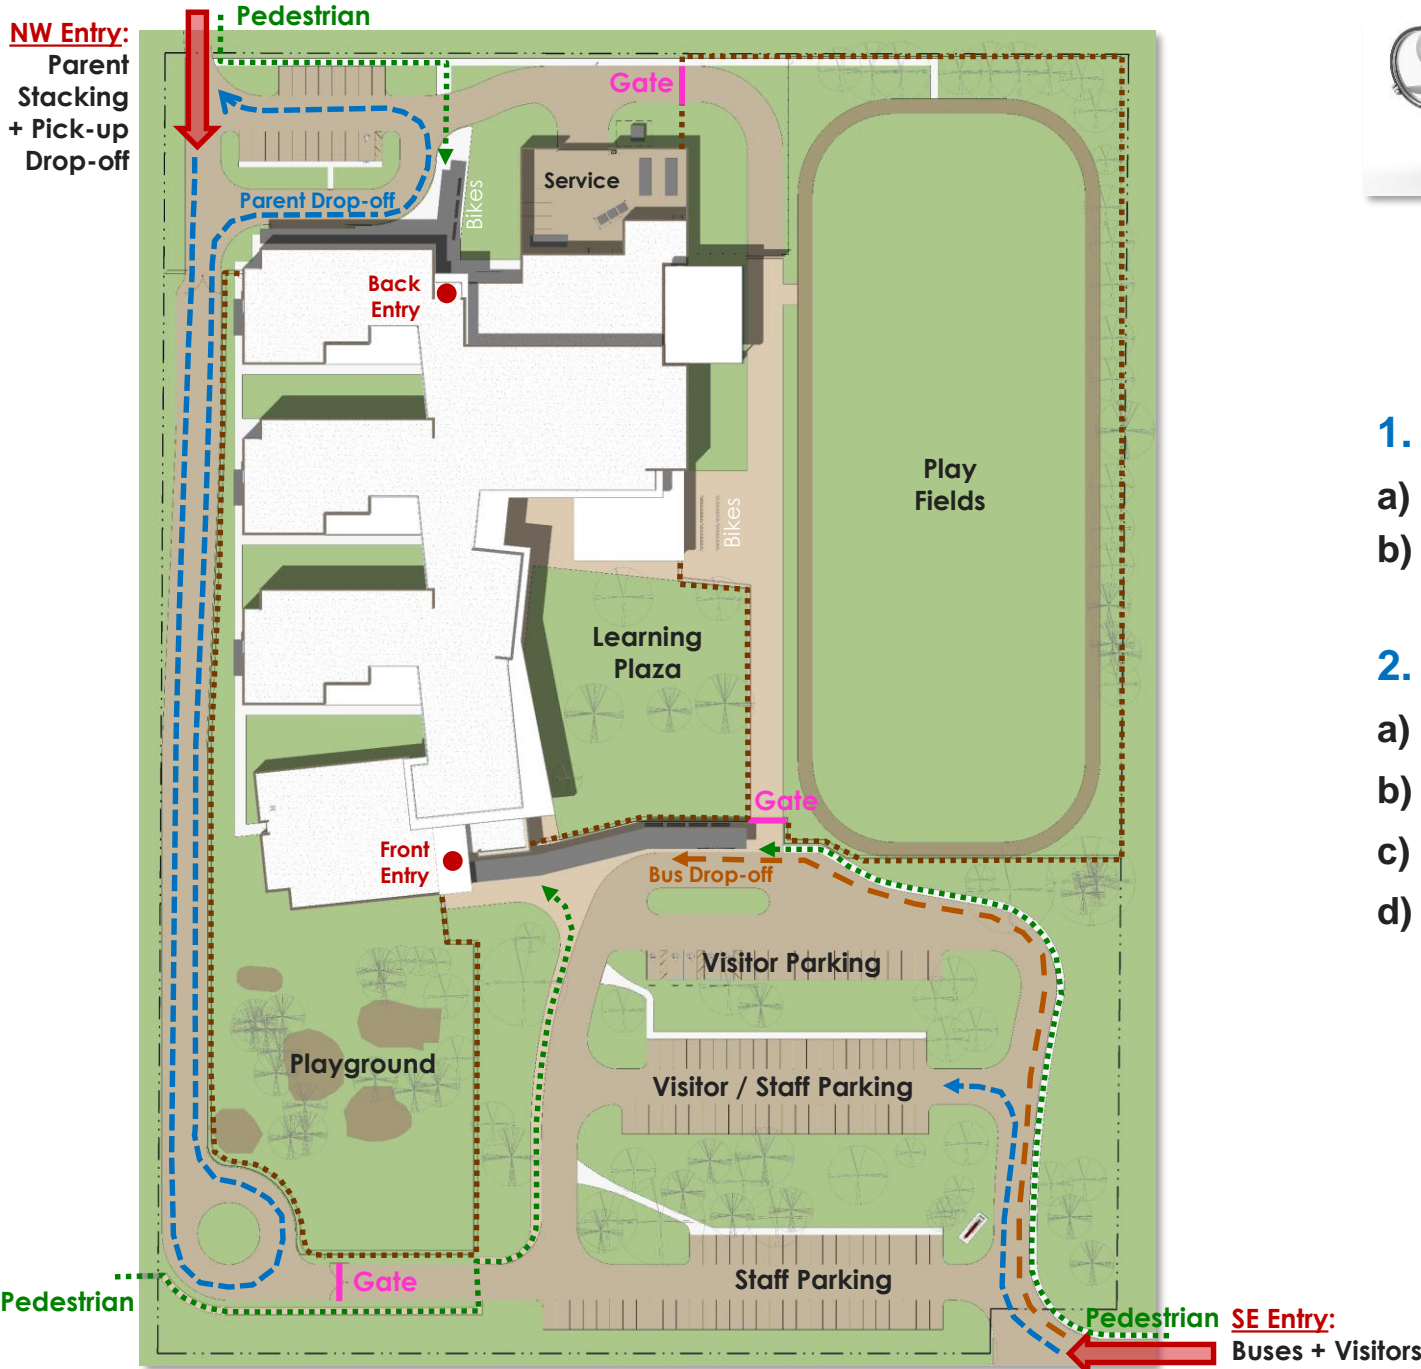 Pedestrian
NW Entry:
Parent
Stacking
+ Pick-up
Drop-off
Gate
Service
Parent Drop-off
Bikes
Back
Entry
Play
Fields
Bikes
Learning
Plaza
Gate
Front
Entry
Bus Drop-off
Visitor Parking
Playground
Visitor / Staff Parking
Gate
Staff Parking
Pedestrian
Pedestrian
SE Entry:
Buses + Visitors
1.
a)
b)
2.
a)
b)
c)
d)